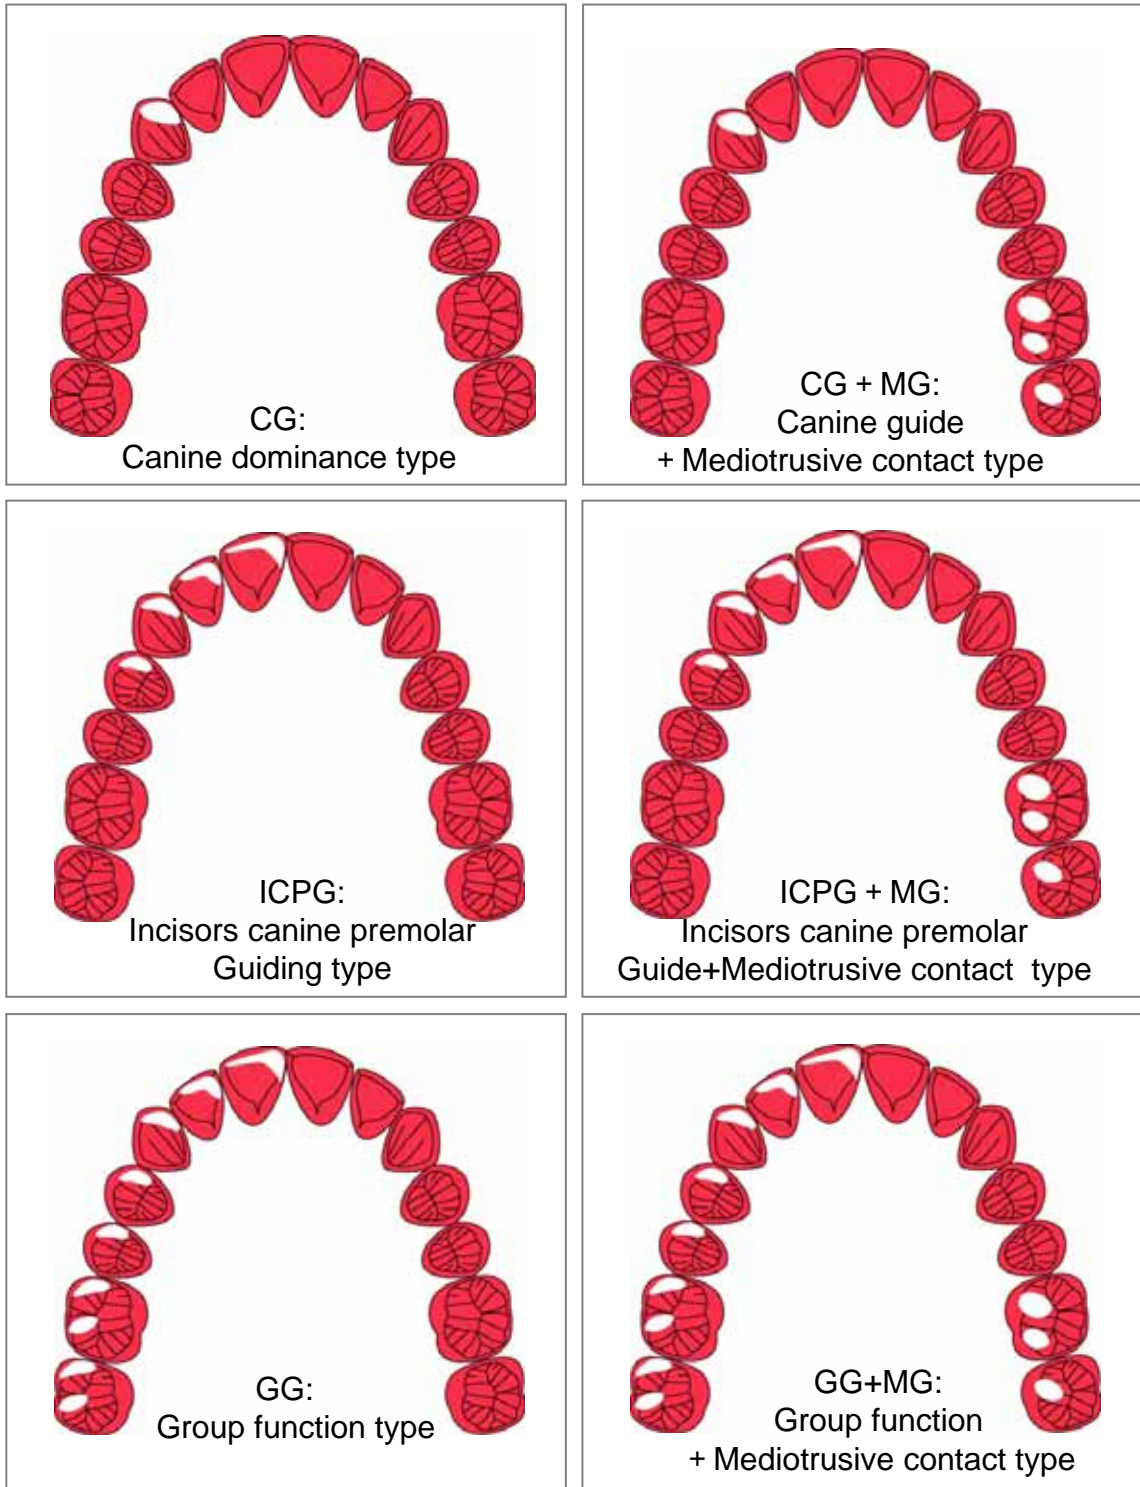 CG:
Canine dominance type
CG + MG:
Canine guide
+ Mediotrusive contact type
ICPG:
Incisors canine premolar
Guiding type
ICPG + MG:
Incisors canine premolar
Guide+Mediotrusive contact type
GG:
Group function type
GG+MG:
Group function
+ Mediotrusive contact type